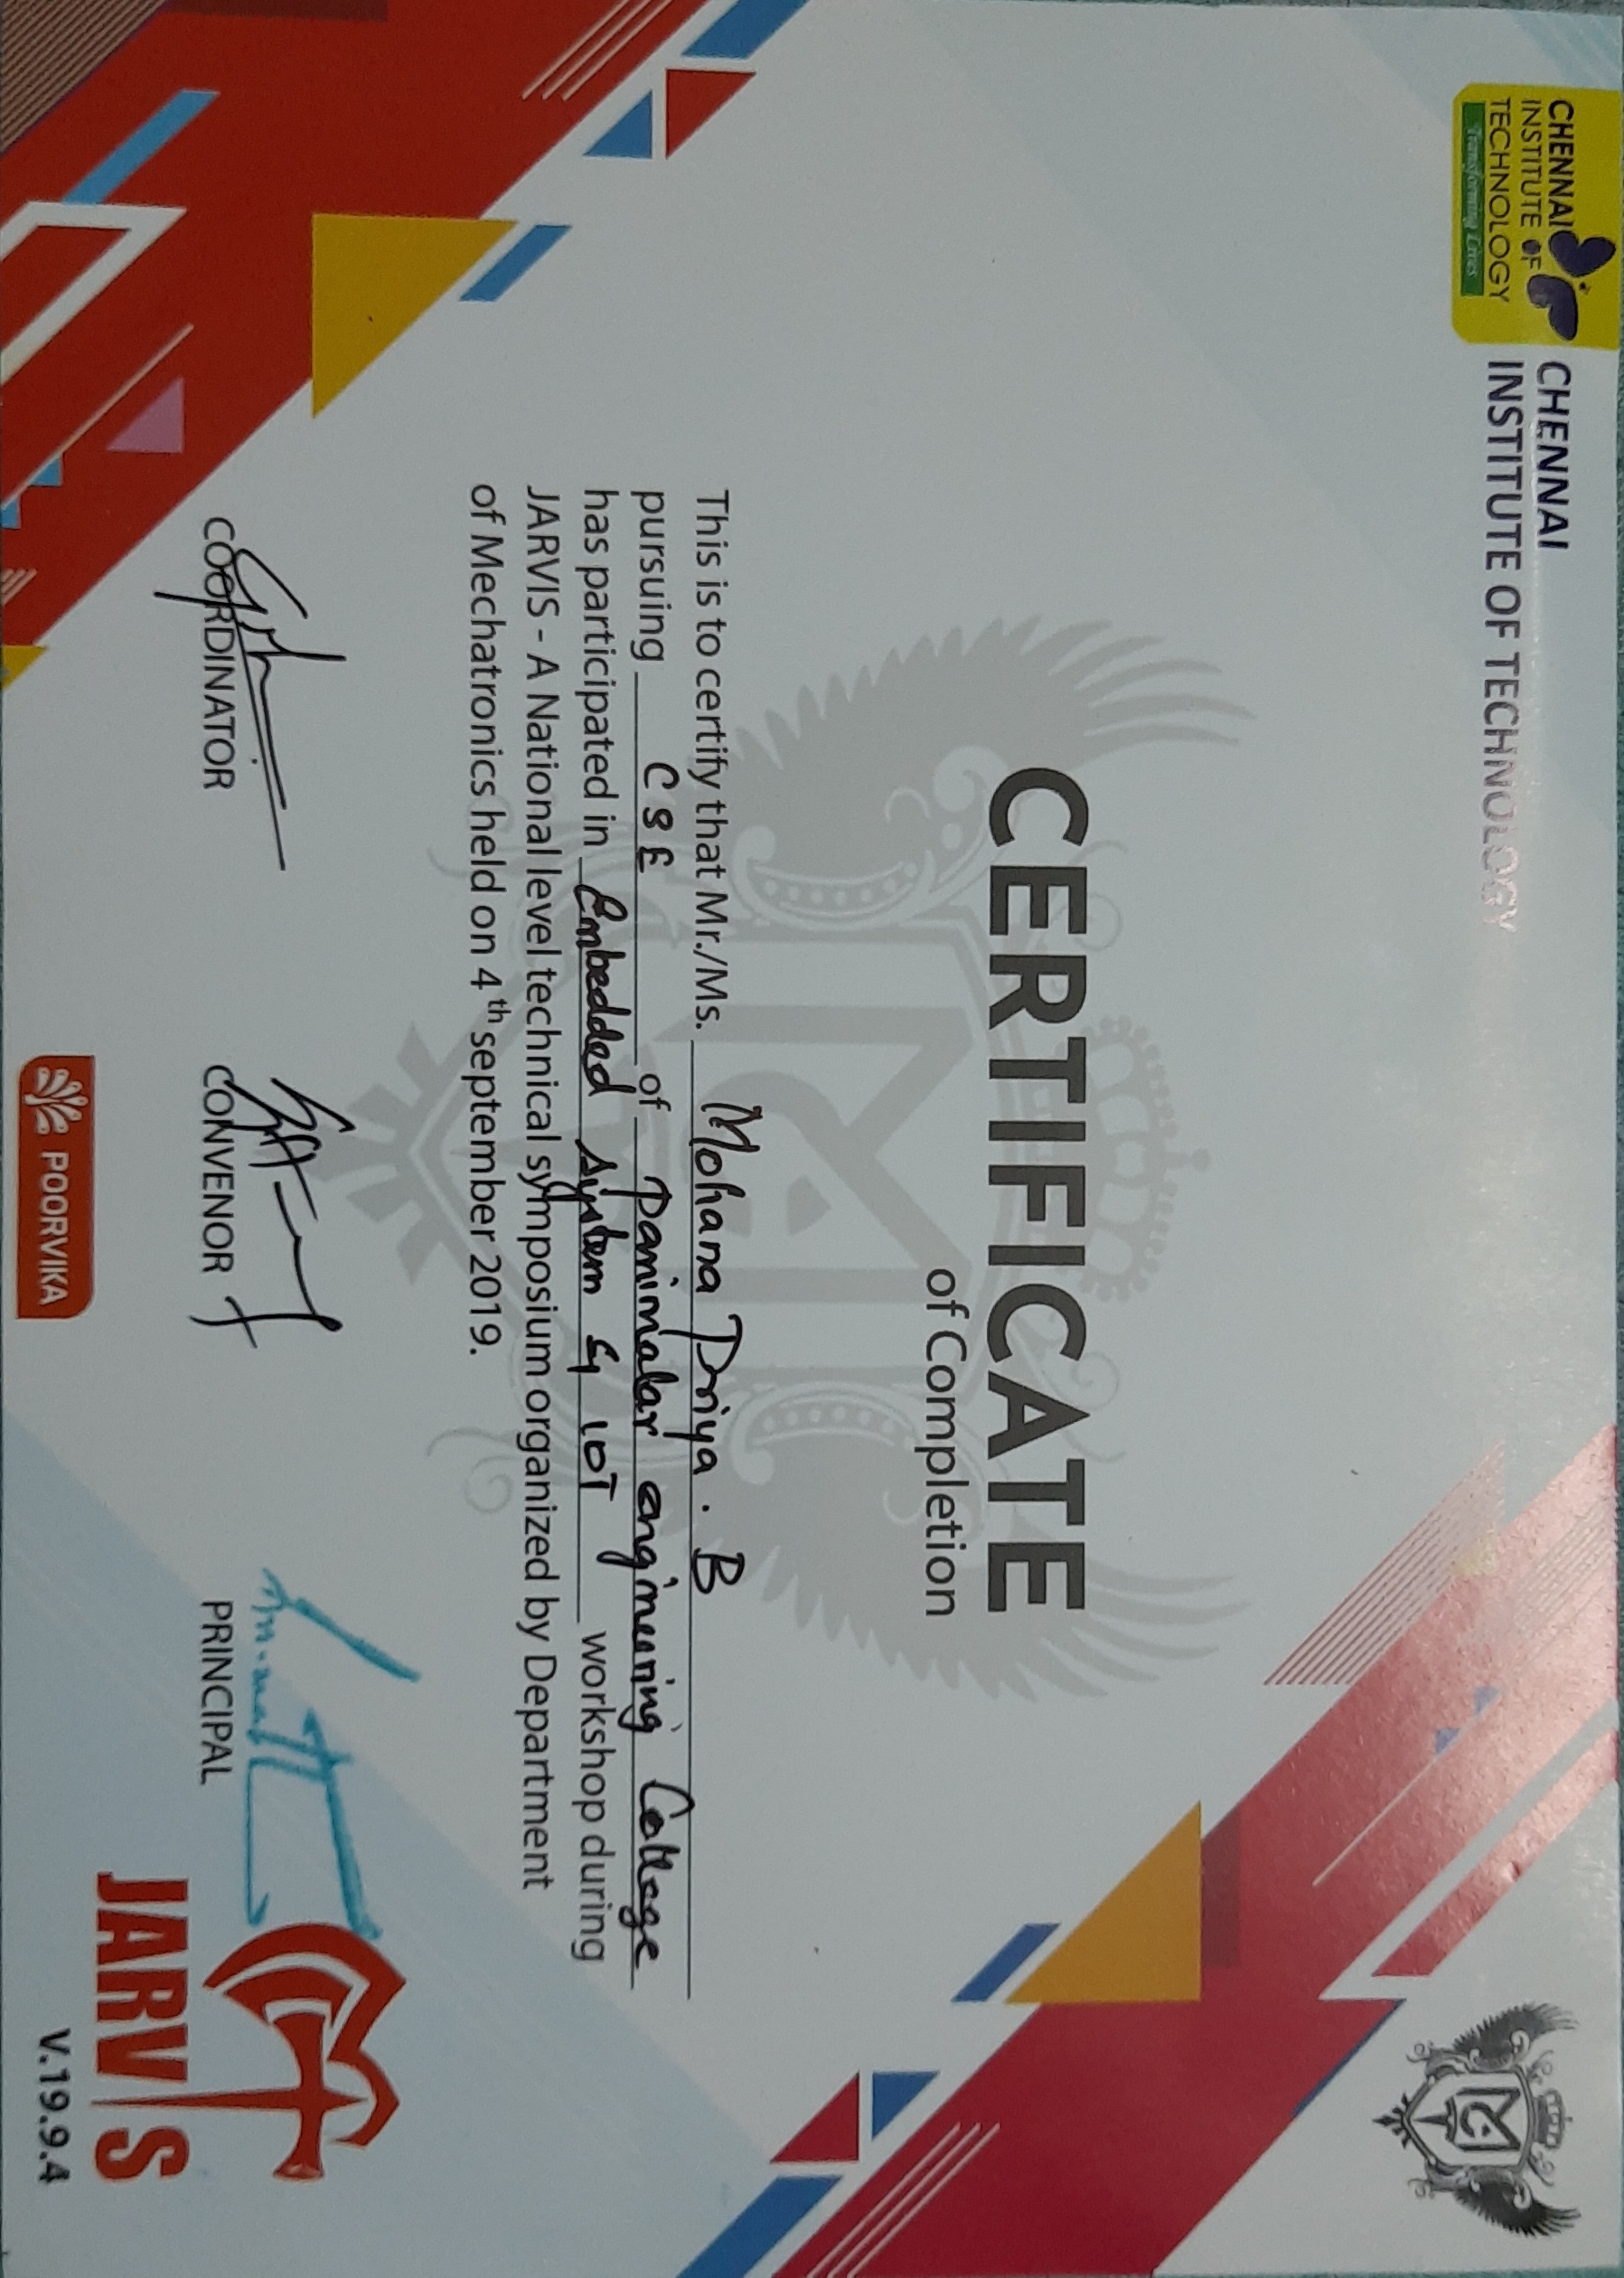 CHENNAI
INSTITUTE OF
TECHNOLOGY
Transforming Lives
CHENNAI
INSTITUTE OF TECHNOLOGY
CERTIFICATE
of Completion
This is to certify that Mr./Ms. Mohana Priya . B
pursuing CSE of panimalar engineering College
has participated in Embedded system & IOT workshop during
JARVIS - A National level technical symposium organized by Department
of Mechatronics held on 4th september 2019.
COORDINATOR
CONVENOR
PRINCIPAL
JARVIS
V.19.9.4
POORVIKA